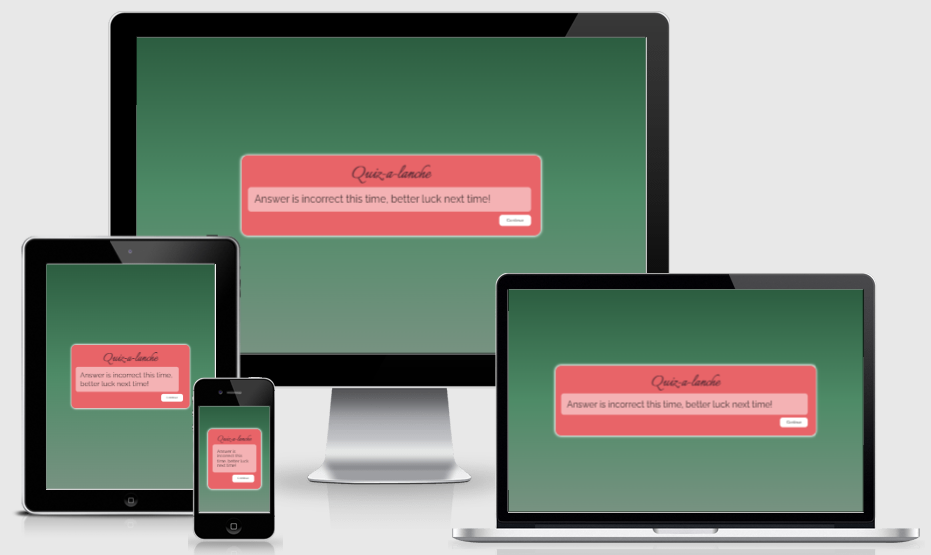 Quiz-a-lanche
Answer is incorrect this time, better luck next time!
Continue
Quiz-a-lanche
Answer is incorrect this time,
better luck next time!
Continue
Quiz-a-lanche
Answer is
incorrect this
time, better luck
next time!
Continue
Quiz-a-lanche
Answer is incorrect this time, better luck next time!
Continue